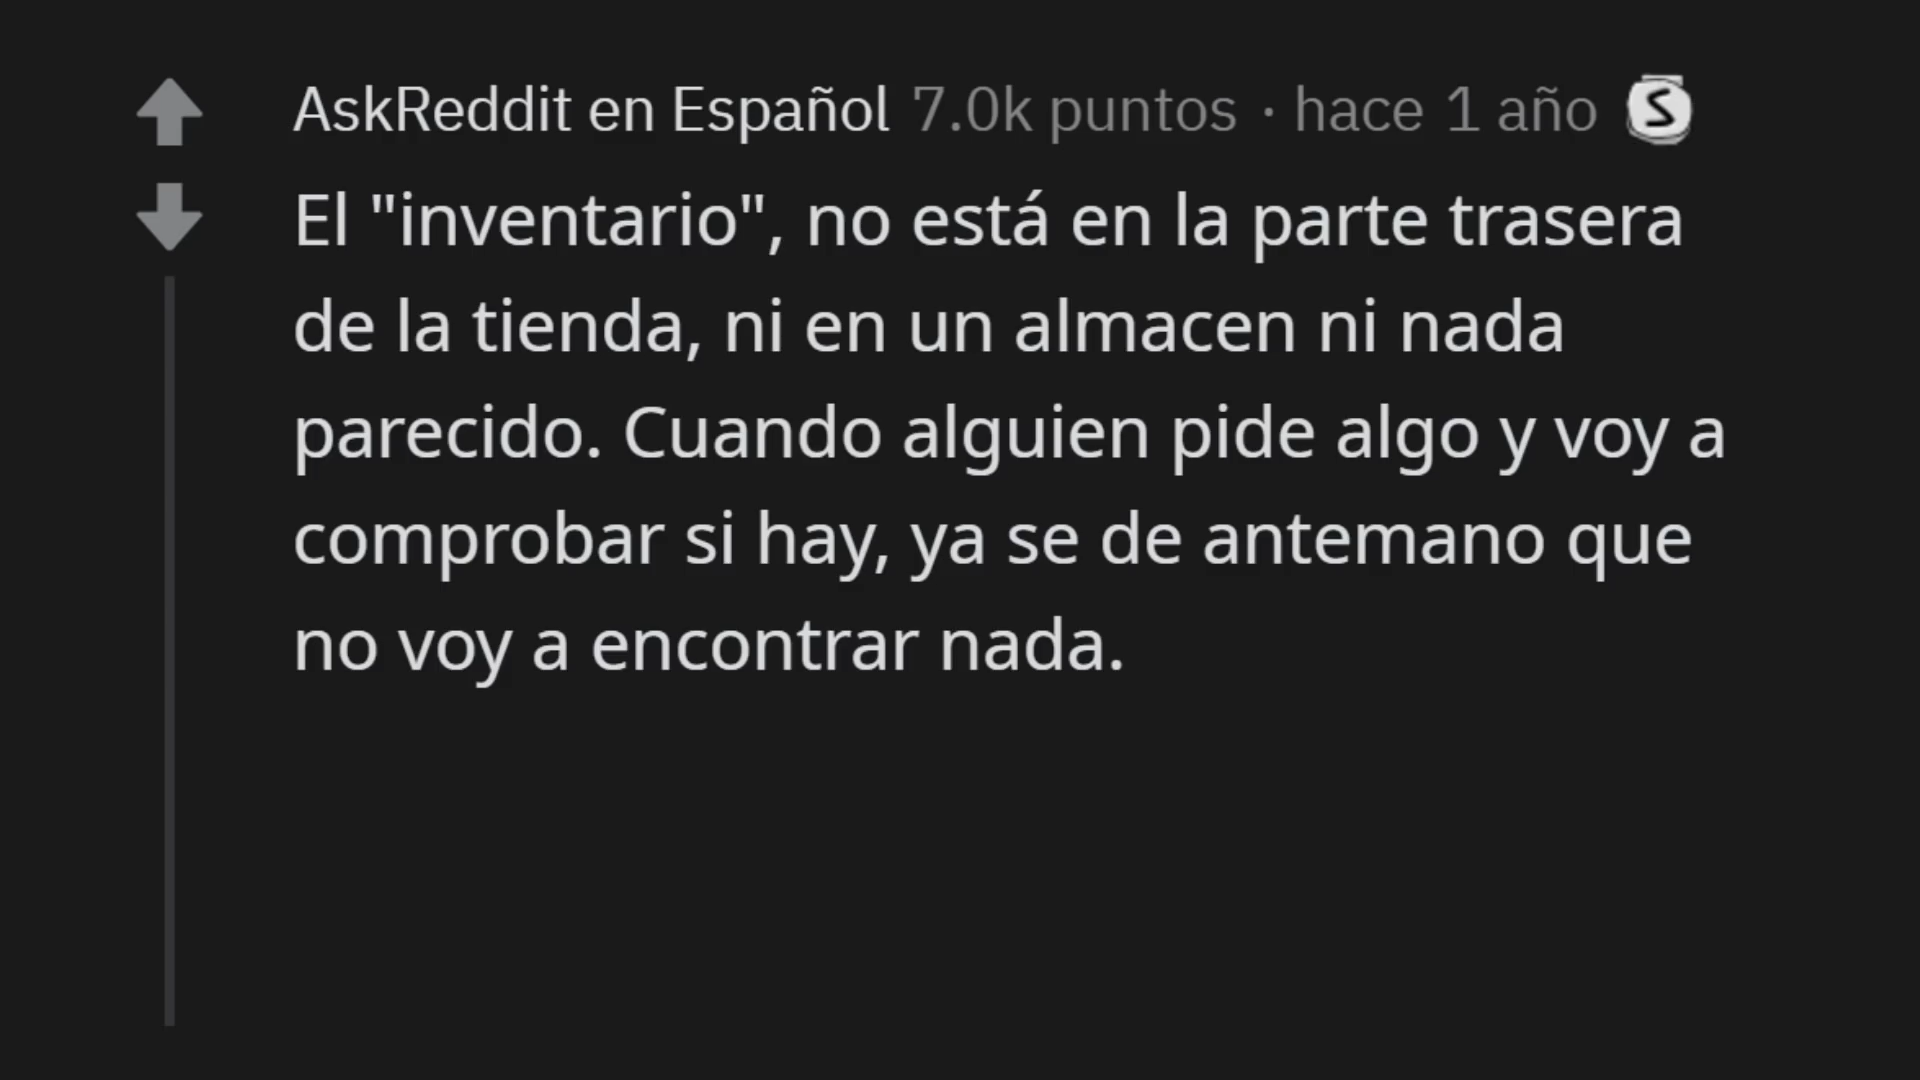 AskReddit en Español 7.0k puntos · hace 1 año S
El "inventario", no está en la parte trasera
de la tienda, ni en un almacen ni nada
parecido. Cuando alguien pide algo y voy a
comprobar si hay, ya se de antemano que
no voy a encontrar nada.